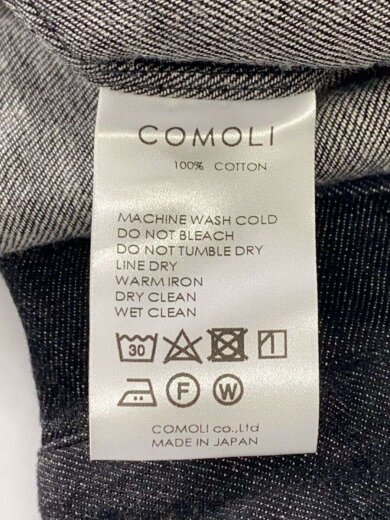 COMOLI
100% COTTON
MACHINE WASH COLD
DO NOT BLEACH
DO NOT TUMBLE DRY
LINE DRY
WARM IRON
DRY CLEAN
WET CLEAN
30 F W
COMOLI co.,Ltd
MADE IN JAPAN